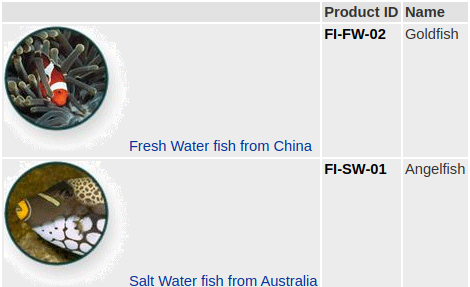 Product ID Name
FI-FW-02 Goldfish
Fresh Water fish from China
FI-SW-01 Angelfish
Salt Water fish from Australia